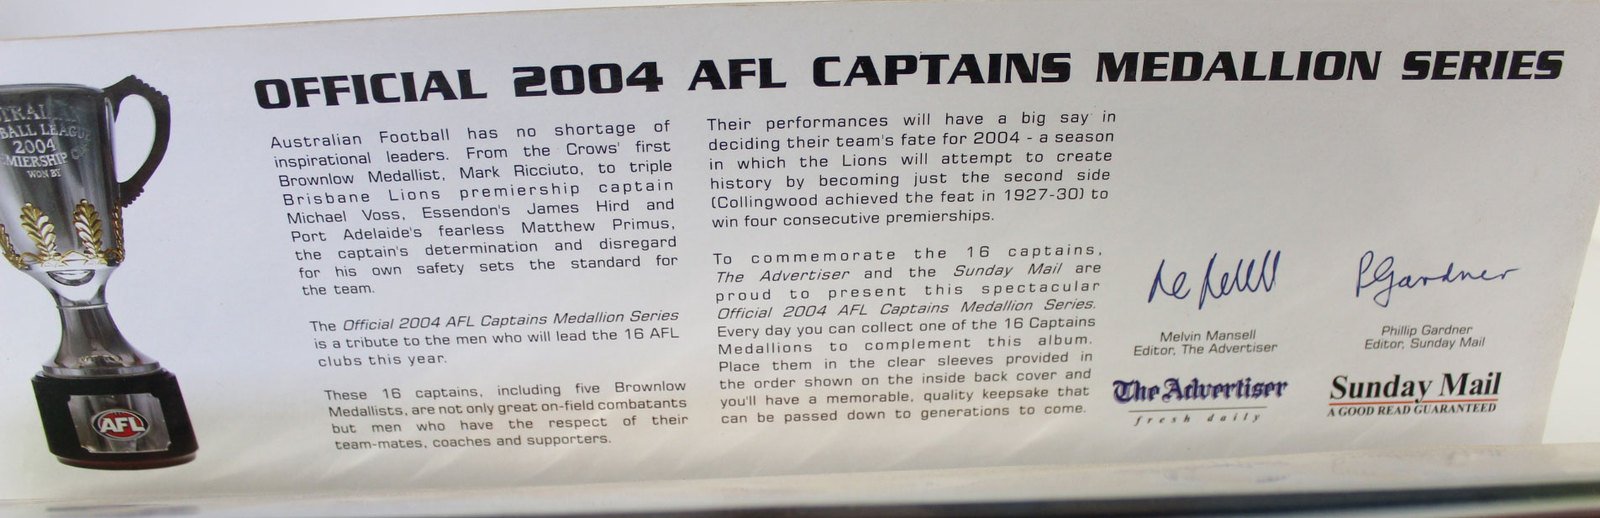 OFFICIAL 2004 AFL CAPTAINS MEDALLION SERIES
BALL LEAGUE
2004
WON BY
AFL
Australian Football has no shortage of
inspirational leaders. From the Crows' first
Brownlow Medallist, Mark Ricciuto, to triple
Brisbane Lions premiership captain
Michael Voss, Essendon's James Hird and
Port Adelaide's fearless Matthew Primus,
the captain's determination and disregard
for his own safety sets the standard for
the team.
The Official 2004 AFL Captains Medallion Series
is a tribute to the men who will lead the 16 AFL
clubs this year.
These 16 captains, including five Brownlow
Medallists, are not only great on-field combatants
but men who have the respect of their
team-mates, coaches and supporters.
Their performances will have a big say in
deciding their team's fate for 2004 - a season
in which the Lions will attempt to create
history by becoming just the second side
(Collingwood achieved the feat in 1927-30) to
win four consecutive premierships.
To commemorate the 16 captains,
The Advertiser and the Sunday Mail are
proud to present this spectacular
Official 2004 AFL Captains Medallion Series.
Every day you can collect one of the 16 Captains
Medallions to complement this album.
Place them in the clear sleeves provided in
the order shown on the inside back cover and
you'll have a memorable, quality keepsake that
can be passed down to generations to come.
Melvin Mansell
Editor, The Advertiser
The Advertiser
fresh daily
PGardner
Phillip Gardner
Editor, Sunday Mail
Sunday Mail
A GOOD READ GUARANTEED